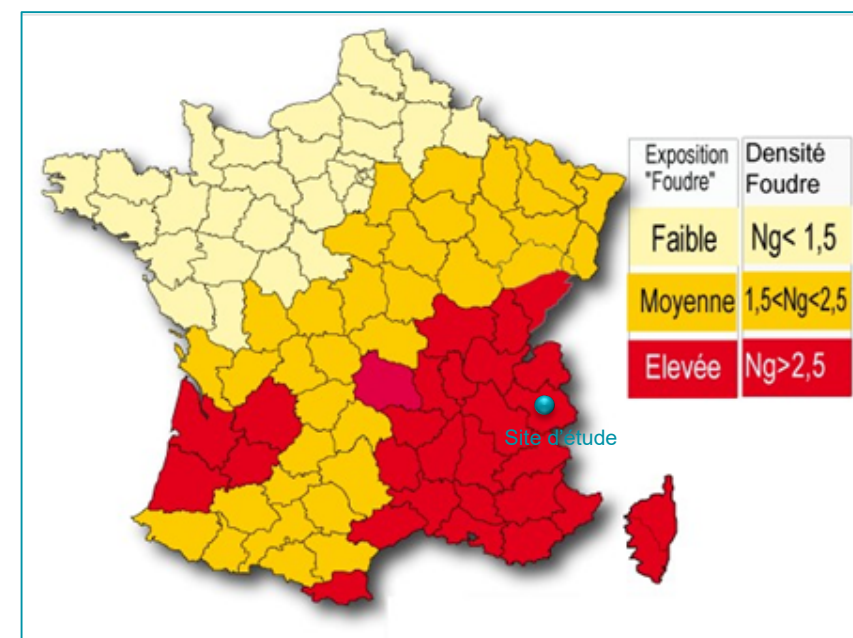 Exposition Densité
"Foudre" Foudre
Faible Ng< 1,5
Moyenne 1,5<Ng<2,5
Elevée Ng>2,5
Site d'étude